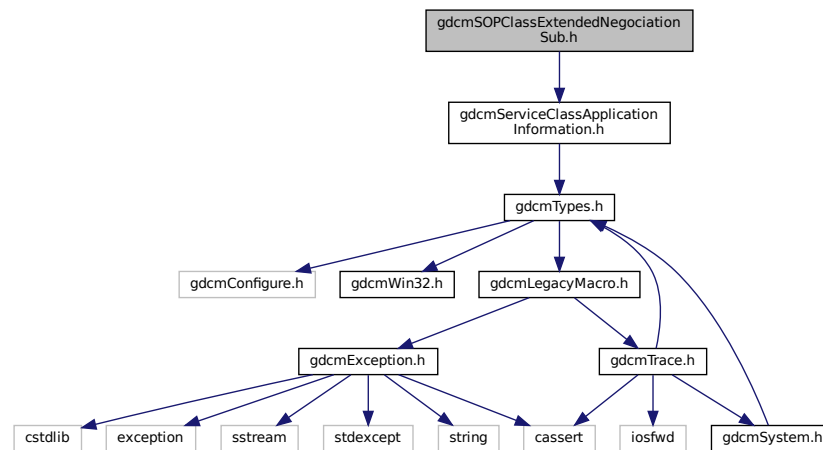 gdcmSOPClassExtendedNegociation
Sub.h
gdcmServiceClassApplication
Information.h
gdcmTypes.h
gdcmConfigure.h
gdcmWin32.h
gdcmLegacyMacro.h
gdcmException.h
gdcmTrace.h
cstdlib
exception
sstream
stdexcept
string
cassert
iosfwd
gdcmSystem.h